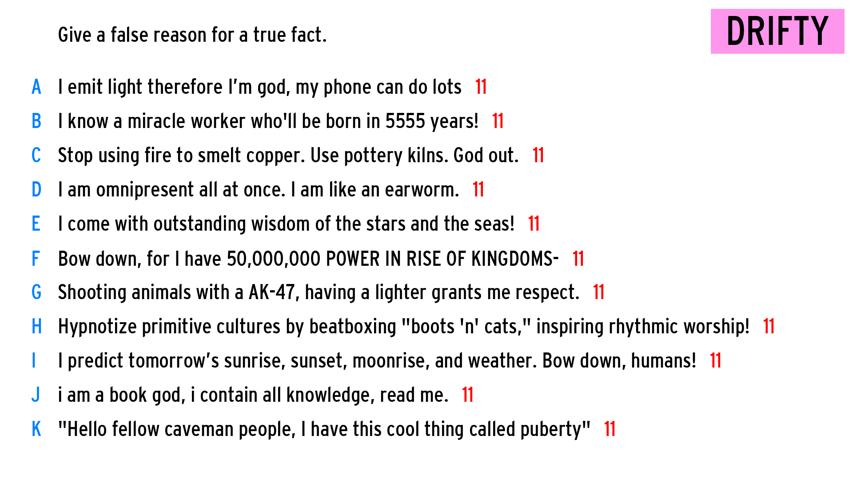 Give a false reason for a true fact.
DRIFTY
A I emit light therefore I'm god, my phone can do lots 11
B I know a miracle worker who'll be born in 5555 years! 11
C Stop using fire to smelt copper. Use pottery kilns. God out. 11
D I am omnipresent all at once. I am like an earworm. 11
E I come with outstanding wisdom of the stars and the seas! 11
F Bow down, for I have 50,000,000 POWER IN RISE OF KINGDOMS- 11
G Shooting animals with a AK-47, having a lighter grants me respect. 11
H Hypnotize primitive cultures by beatboxing "boots 'n' cats," inspiring rhythmic worship! 11
I I predict tomorrow's sunrise, sunset, moonrise, and weather. Bow down, humans! 11
J i am a book god, i contain all knowledge, read me. 11
K "Hello fellow caveman people, I have this cool thing called puberty" 11